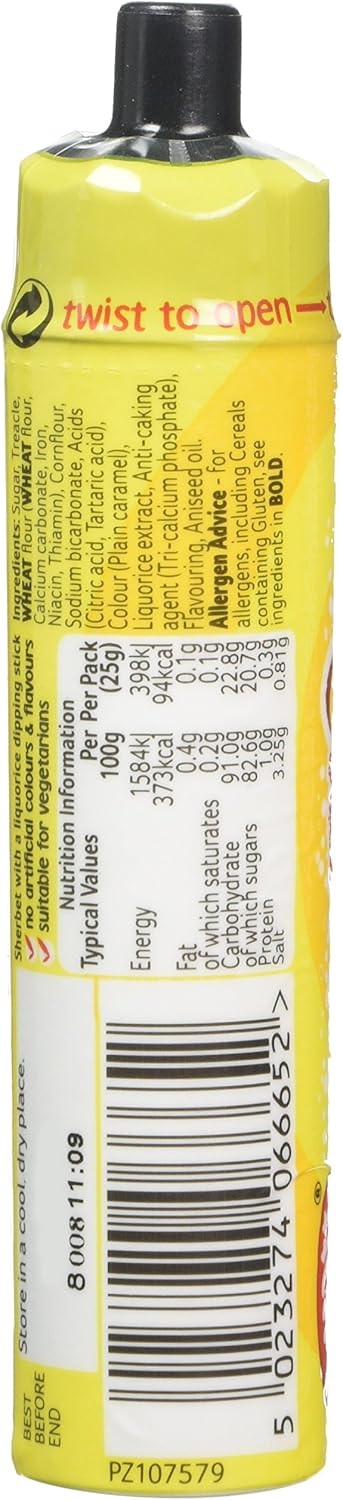 twist to open
Sherbet with a liquorice dipping stick
no artificial colours & flavours
suitable for vegetarians
Ingredients: Sugar, Treacle,
WHEAT flour (WHEAT flour,
Calcium carbonate, Iron,
Niacin, Thiamin), Cornflour,
Sodium bicarbonate, Acids
(Citric acid, Tartaric acid),
Colour (Plain caramel),
Liquorice extract, Anti-caking
agent (Tri-calcium phosphate),
Flavouring, Aniseed oil.
Allergen Advice - for
allergens, including Cereals
containing Gluten, see
ingredients in BOLD.
Nutrition Information
Typical Values Per 100g Per Pack (25g)
Energy 1584kJ 398kJ
373kcal 94kcal
Fat 0.4g 0.1g
of which saturates 0.2g 0.1g
Carbohydrate 91.0g 22.8g
of which sugars 82.6g 20.7g
Protein 1.0g 0.3g
Salt 3.25g 0.81g
Store in a cool, dry place.
BEST
BEFORE
END
8 008 11:09
5 023274 066652 >
PZ107579
®